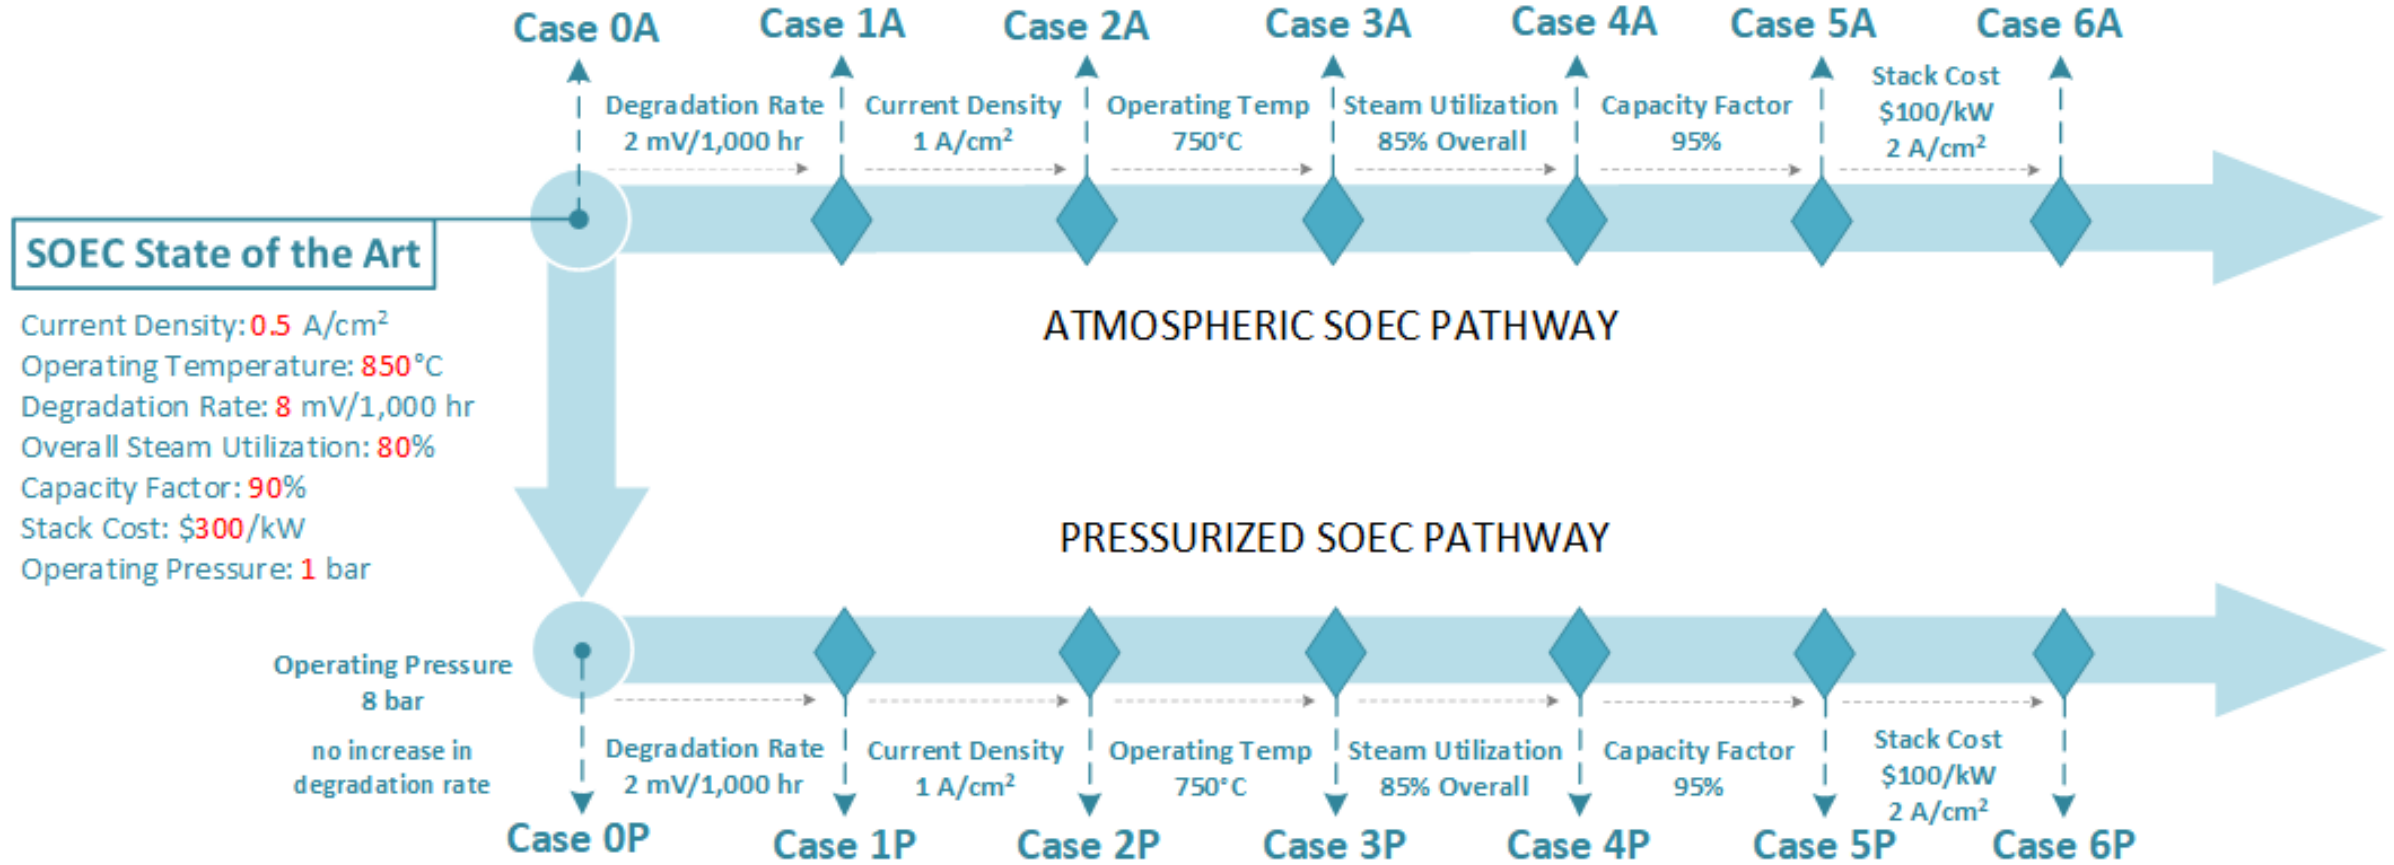 Case 0A
Case 1A
Case 2A
Case 3A
Case 4A
Case 5A
Case 6A
Degradation Rate
2 mV/1,000 hr
Current Density
1 A/cm²
Operating Temp
750°C
Steam Utilization
85% Overall
Capacity Factor
95%
Stack Cost
$100/kW
2 A/cm²
SOEC State of the Art
Current Density: 0.5 A/cm²
Operating Temperature: 850°C
Degradation Rate: 8 mV/1,000 hr
Overall Steam Utilization: 80%
Capacity Factor: 90%
Stack Cost: $300/kW
Operating Pressure: 1 bar
ATMOSPHERIC SOEC PATHWAY
PRESSURIZED SOEC PATHWAY
Operating Pressure
8 bar
no increase in
degradation rate
Degradation Rate
2 mV/1,000 hr
Current Density
1 A/cm²
Operating Temp
750°C
Steam Utilization
85% Overall
Capacity Factor
95%
Stack Cost
$100/kW
2 A/cm²
Case 0P
Case 1P
Case 2P
Case 3P
Case 4P
Case 5P
Case 6P